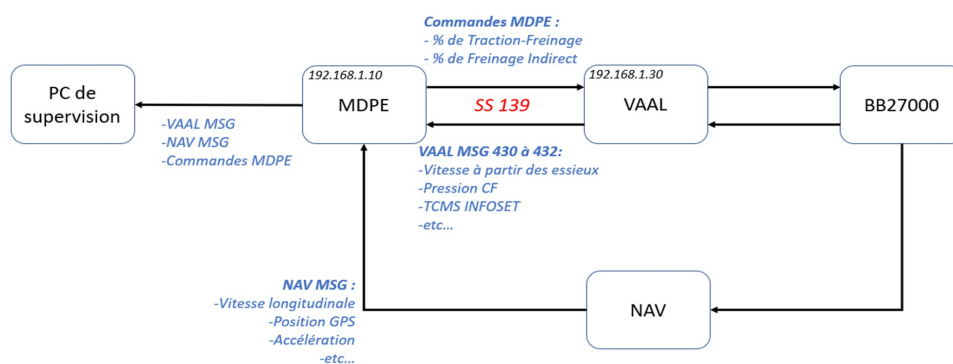 Commandes MDPE :
- % de Traction-Freinage
- % de Freinage Indirect
PC de
supervision
192.168.1.10
MDPE
SS 139
192.168.1.30
VAAL
BB27000
-VAAL MSG
-NAV MSG
-Commandes MDPE
VAAL MSG 430 à 432:
-Vitesse à partir des essieux
-Pression CF
-TCMS INFOSET
-etc...
NAV MSG :
-Vitesse longitudinale
-Position GPS
-Accélération
-etc...
NAV